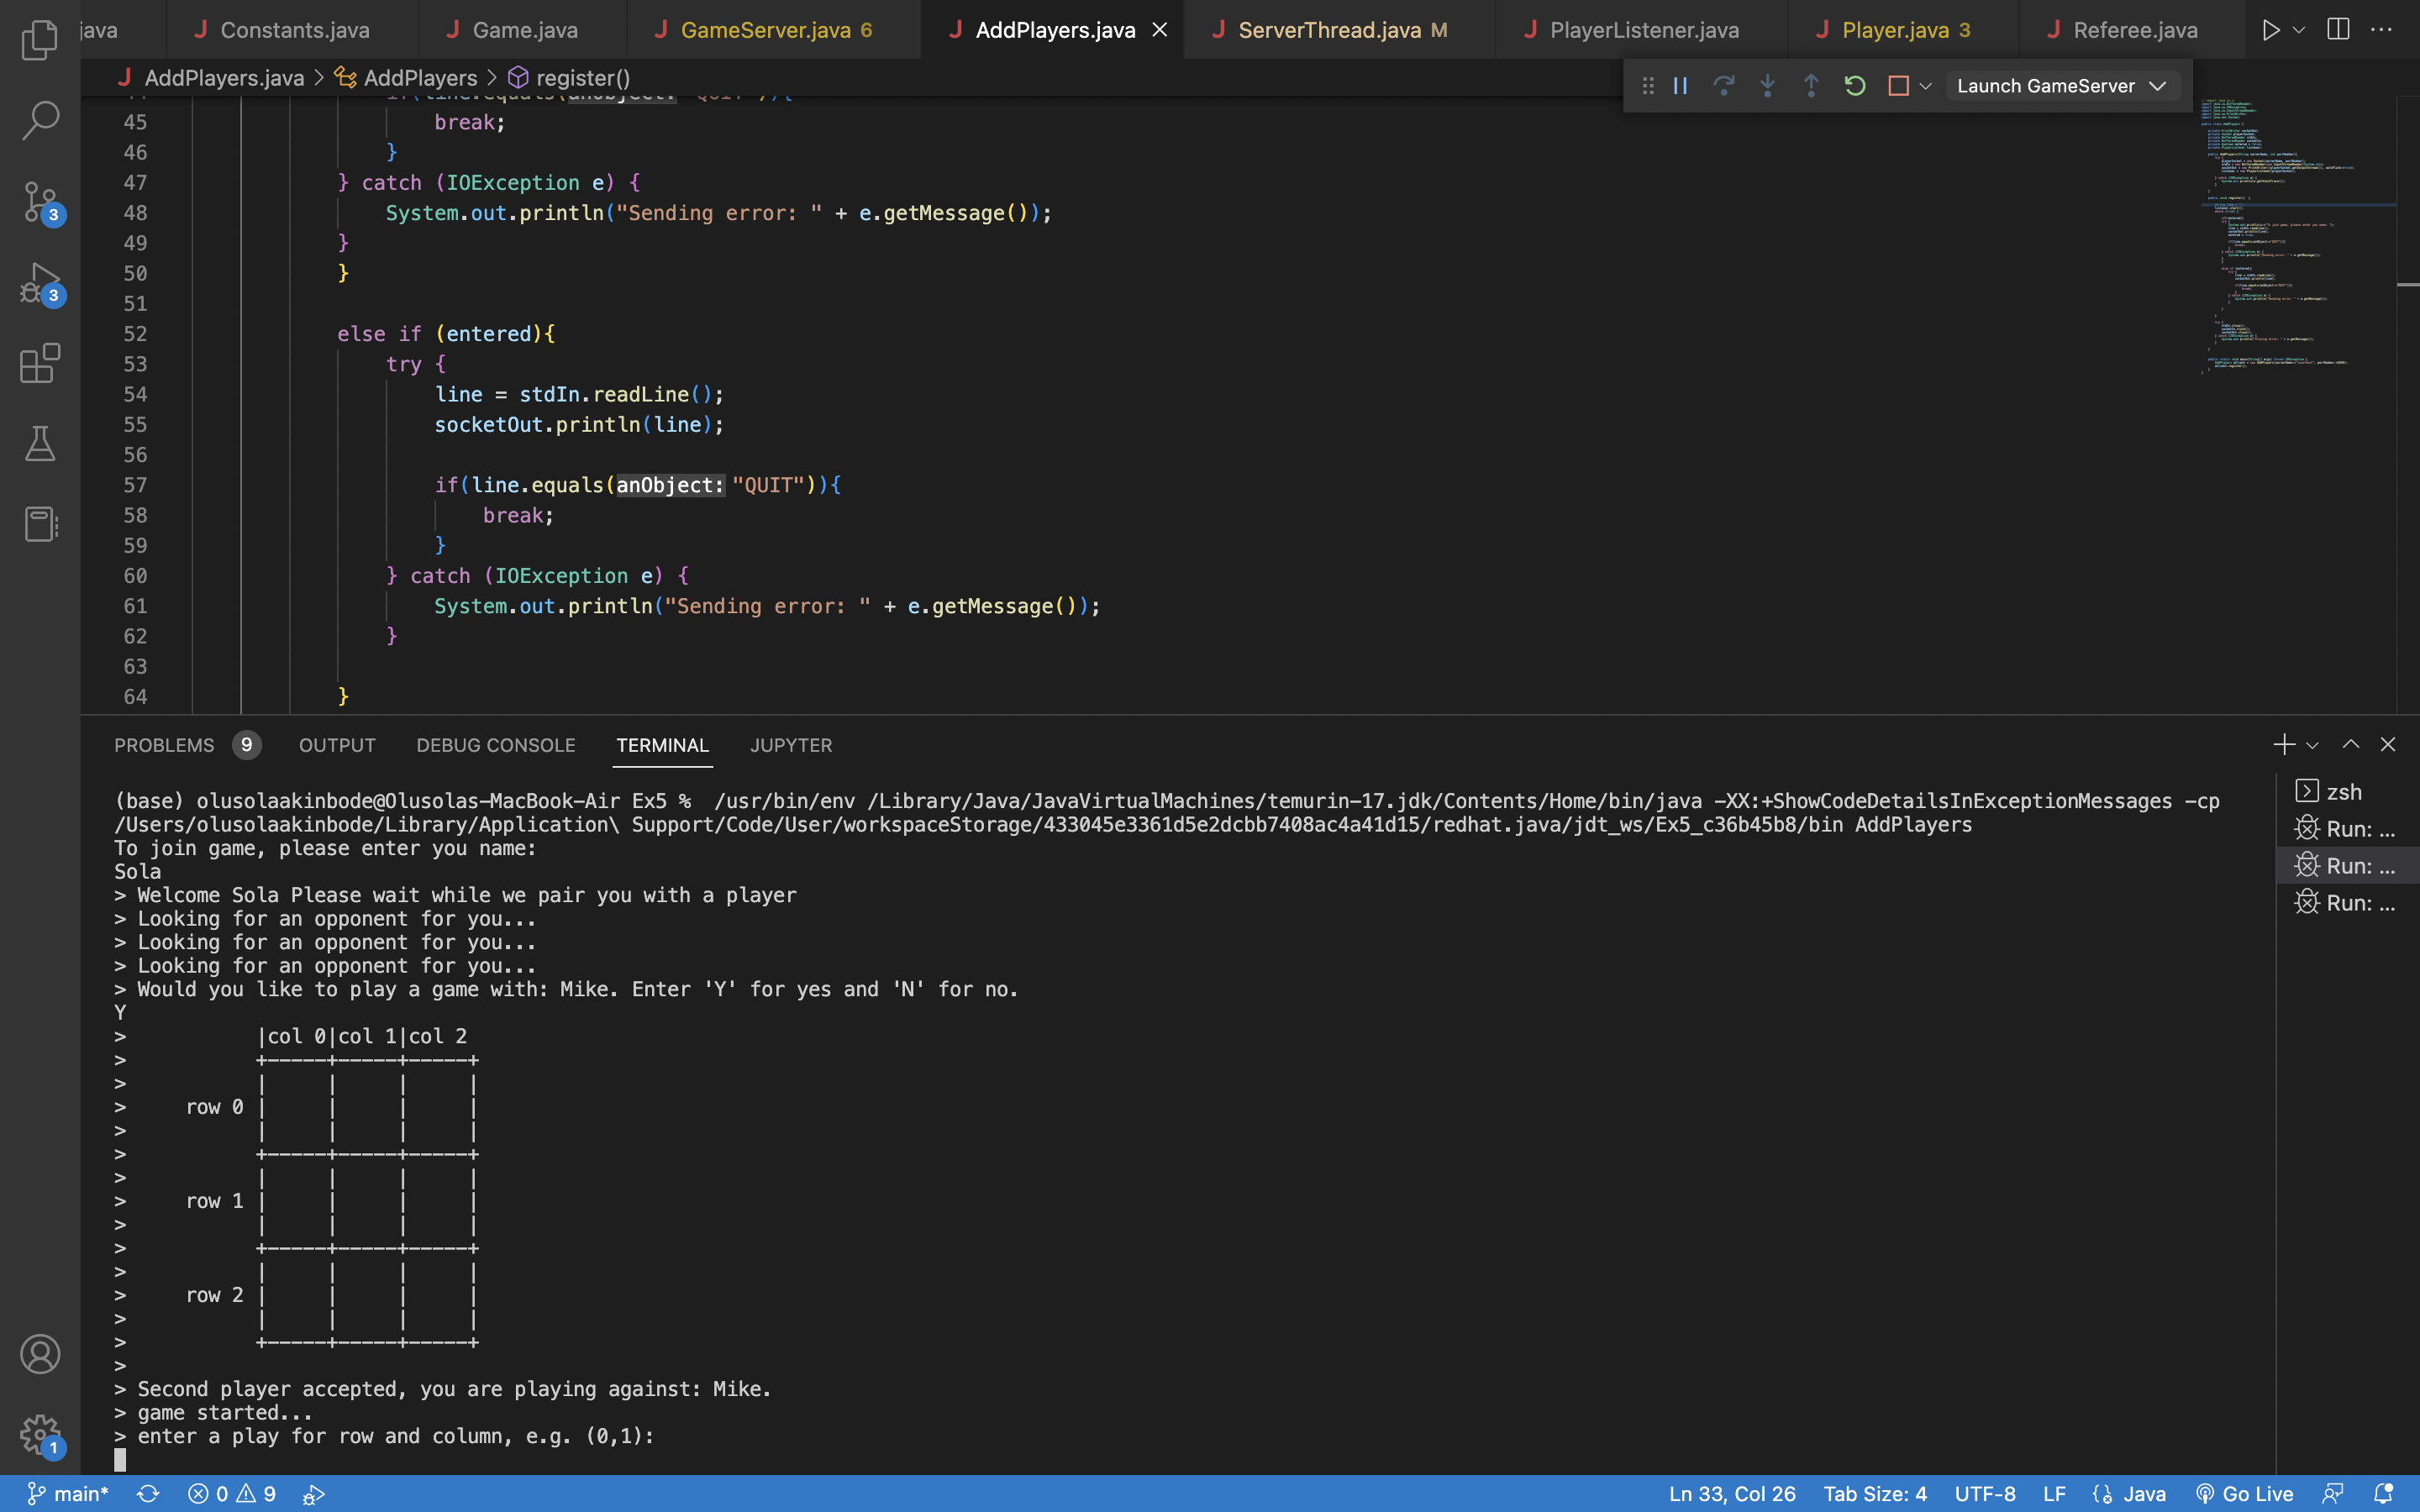 java Constants.java Game.java GameServer.java 6 AddPlayers.java ServerThread.java M PlayerListener.java Player.java 3 Referee.java
AddPlayers.java > AddPlayers > register()
Launch GameServer
45 break;
46 }
47 } catch (IOException e) {
48 System.out.println("Sending error: " + e.getMessage());
49 }
50 }
51
52 else if (entered){
53 try {
54 line = stdIn.readLine();
55 socketOut.println(line);
56
57 if(line.equals(anObject: "QUIT")){
58 break;
59 }
60 } catch (IOException e) {
61 System.out.println("Sending error: " + e.getMessage());
62 }
63
64 }
3
3
1
PROBLEMS 9 OUTPUT DEBUG CONSOLE TERMINAL JUPYTER
(base) olusolaakinbode@Olusolas-MacBook-Air Ex5 % /usr/bin/env /Library/Java/JavaVirtualMachines/temurin-17.jdk/Contents/Home/bin/java -XX:+ShowCodeDetailsInExceptionMessages -cp
/Users/olusolaakinbode/Library/Application\ Support/Code/User/workspaceStorage/433045e3361d5e2dcbb7408ac4a41d15/redhat.java/jdt_ws/Ex5_c36b45b8/bin AddPlayers
To join game, please enter you name:
Sola
> Welcome Sola Please wait while we pair you with a player
> Looking for an opponent for you...
> Looking for an opponent for you...
> Looking for an opponent for you...
> Would you like to play a game with: Mike. Enter 'Y' for yes and 'N' for no.
Y
> |col 0|col 1|col 2
> +-----+-----+-----+
> | | | |
> row 0 | | | |
> | | | |
> +-----+-----+-----+
> | | | |
> row 1 | | | |
> | | | |
> +-----+-----+-----+
> | | | |
> row 2 | | | |
> | | | |
> +-----+-----+-----+
>
> Second player accepted, you are playing against: Mike.
> game started...
> enter a play for row and column, e.g. (0,1):
zsh
Run: ...
Run: ...
Run: ...
main* 0 9 Ln 33, Col 26 Tab Size: 4 UTF-8 LF Java Go Live